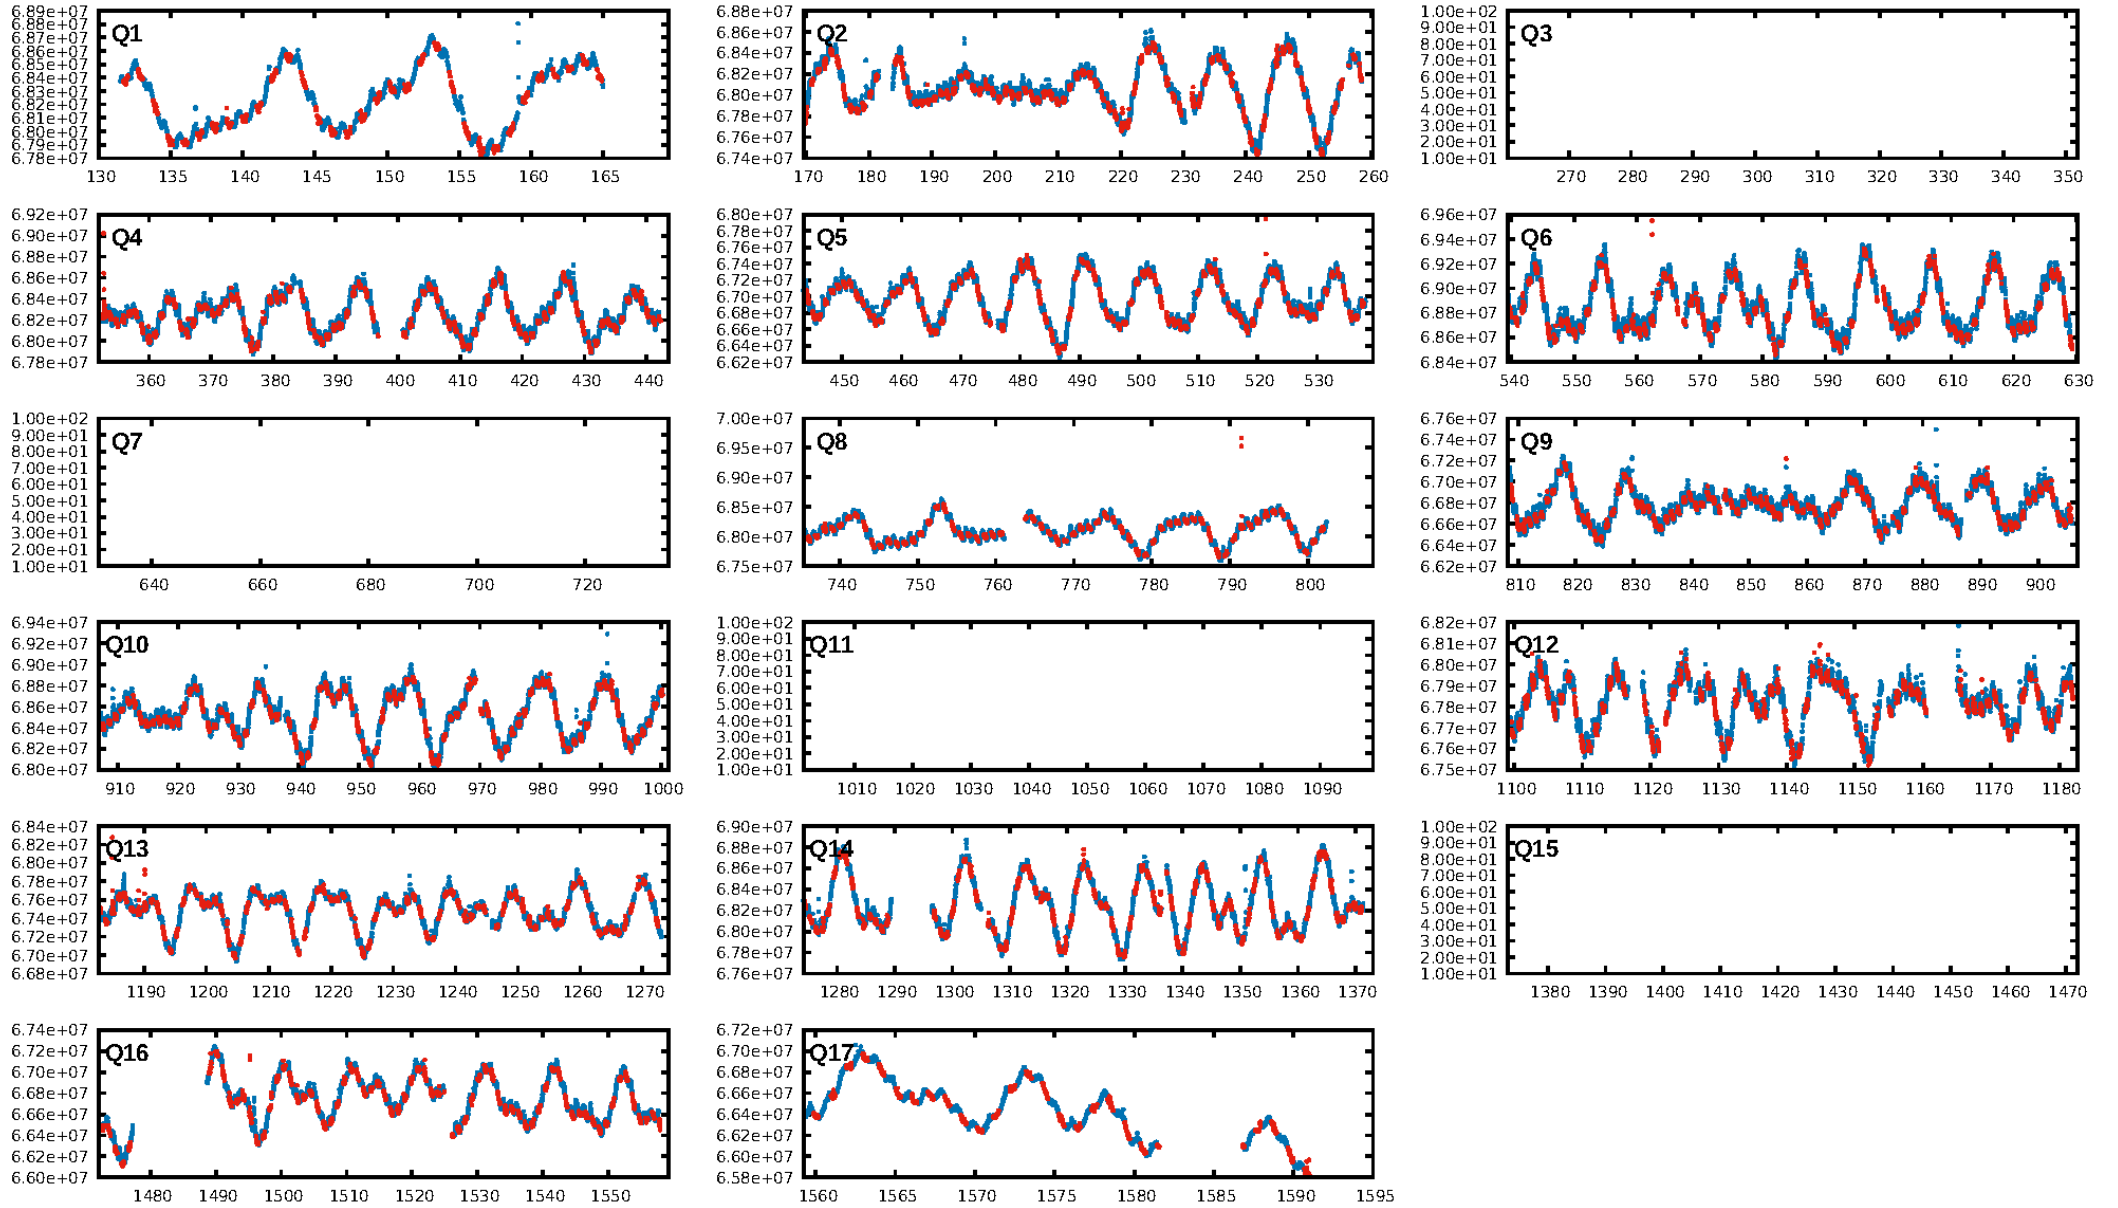 6.89e+07
6.88e+07
6.87e+07
6.86e+07
6.85e+07
6.84e+07
6.83e+07
6.82e+07
6.81e+07
6.80e+07
6.79e+07
6.78e+07
Q1
130 135 140 145 150 155 160 165
6.88e+07
6.86e+07
6.84e+07
6.82e+07
6.80e+07
6.78e+07
6.76e+07
6.74e+07
Q2
170 180 190 200 210 220 230 240 250 260
1.00e+02
9.00e+01
8.00e+01
7.00e+01
6.00e+01
5.00e+01
4.00e+01
3.00e+01
2.00e+01
1.00e+01
Q3
270 280 290 300 310 320 330 340 350
6.92e+07
6.90e+07
6.88e+07
6.86e+07
6.84e+07
6.82e+07
6.80e+07
6.78e+07
Q4
360 370 380 390 400 410 420 430 440
6.80e+07
6.78e+07
6.76e+07
6.74e+07
6.72e+07
6.70e+07
6.68e+07
6.66e+07
6.64e+07
6.62e+07
Q5
450 460 470 480 490 500 510 520 530
6.96e+07
6.94e+07
6.92e+07
6.90e+07
6.88e+07
6.86e+07
6.84e+07
Q6
540 550 560 570 580 590 600 610 620 630
1.00e+02
9.00e+01
8.00e+01
7.00e+01
6.00e+01
5.00e+01
4.00e+01
3.00e+01
2.00e+01
1.00e+01
Q7
640 660 680 700 720
7.00e+07
6.95e+07
6.90e+07
6.85e+07
6.80e+07
6.75e+07
Q8
740 750 760 770 780 790 800
6.76e+07
6.74e+07
6.72e+07
6.70e+07
6.68e+07
6.66e+07
6.64e+07
6.62e+07
Q9
810 820 830 840 850 860 870 880 890 900
6.94e+07
6.92e+07
6.90e+07
6.88e+07
6.86e+07
6.84e+07
6.82e+07
6.80e+07
Q10
910 920 930 940 950 960 970 980 990 1000
1.00e+02
9.00e+01
8.00e+01
7.00e+01
6.00e+01
5.00e+01
4.00e+01
3.00e+01
2.00e+01
1.00e+01
Q11
1010 1020 1030 1040 1050 1060 1070 1080 1090
6.82e+07
6.81e+07
6.80e+07
6.79e+07
6.78e+07
6.77e+07
6.76e+07
6.75e+07
Q12
1100 1110 1120 1130 1140 1150 1160 1170 1180
6.84e+07
6.82e+07
6.80e+07
6.78e+07
6.76e+07
6.74e+07
6.72e+07
6.70e+07
6.68e+07
Q13
1190 1200 1210 1220 1230 1240 1250 1260 1270
6.90e+07
6.88e+07
6.86e+07
6.84e+07
6.82e+07
6.80e+07
6.78e+07
6.76e+07
Q14
1280 1290 1300 1310 1320 1330 1340 1350 1360 1370
1.00e+02
9.00e+01
8.00e+01
7.00e+01
6.00e+01
5.00e+01
4.00e+01
3.00e+01
2.00e+01
1.00e+01
Q15
1380 1390 1400 1410 1420 1430 1440 1450 1460 1470
6.74e+07
6.72e+07
6.70e+07
6.68e+07
6.66e+07
6.64e+07
6.62e+07
6.60e+07
Q16
1480 1490 1500 1510 1520 1530 1540 1550
6.72e+07
6.70e+07
6.68e+07
6.66e+07
6.64e+07
6.62e+07
6.60e+07
6.58e+07
Q17
1560 1565 1570 1575 1580 1585 1590 1595